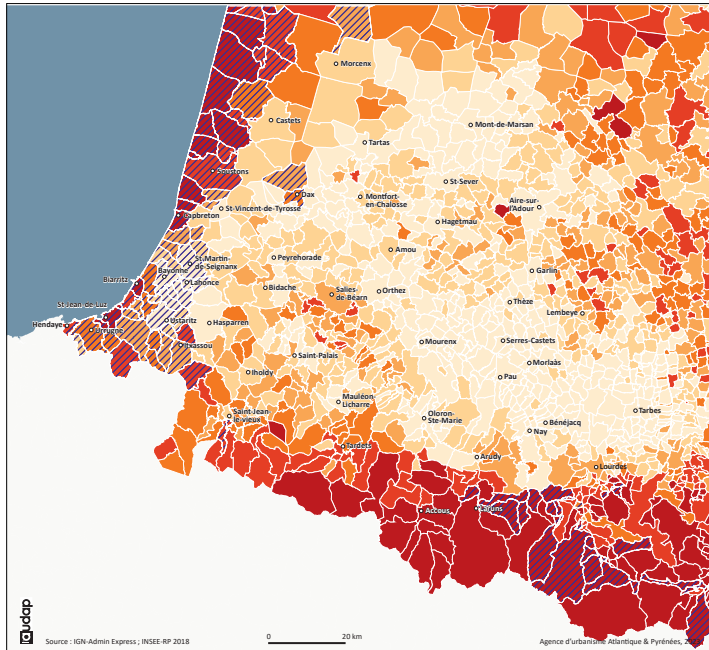 Morcenx
Castets
Mont-de-Marsan
Tartas
Soustons
St-Sever
Dax
Montfort-
en-Chalosse
Aire-sur-
l'Adour
St-Vincent-de-Tyrosse
Capbreton
Hagetmau
Amou
Peyrehorade
St-Martin-
de-Seignanx
Bayonne
Garlin
Biarritz
Lahonce
Bidache
Salies-
de-Béarn
Orthez
St-Jean-de-Luz
Thèze
Lembeye
Hendaye
Urrugne
Ustaritz
Hasparren
Itxassou
Mourenx
Serres-Castets
Saint-Palais
Morlaàs
Iholdy
Pau
Mauléon-
Licharre
Saint-Jean
le-vieux
Oloron-
Ste-Marie
Tarbes
Bénéjacq
Nay
Tardets
Arudy
Lourdes
Accous
Laruns
audap
Source : IGN-Admin Express ; INSEE-RP 2018
0 20 km
Agence d'urbanisme Atlantique & Pyrénées,